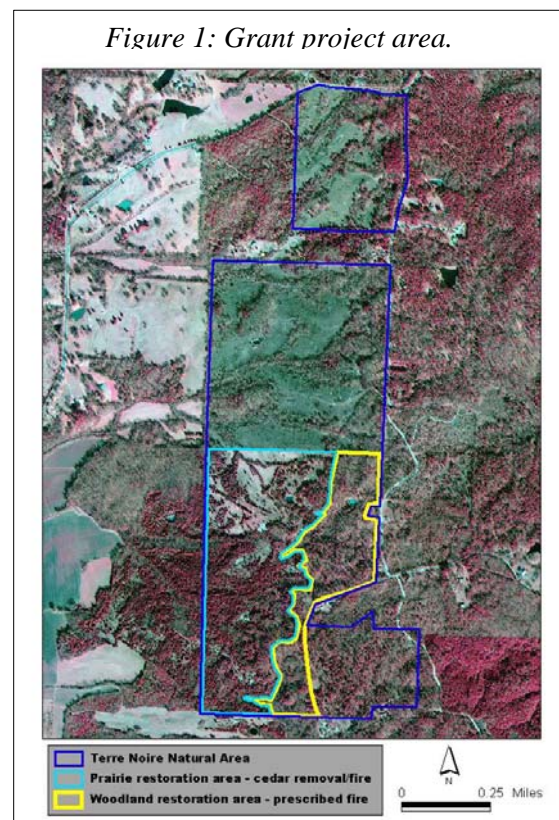 Figure 1: Grant project area.
Terre Noire Natural Area
Prairie restoration area - cedar removal/fire
Woodland restoration area - prescribed fire
N
0 0.25 Miles